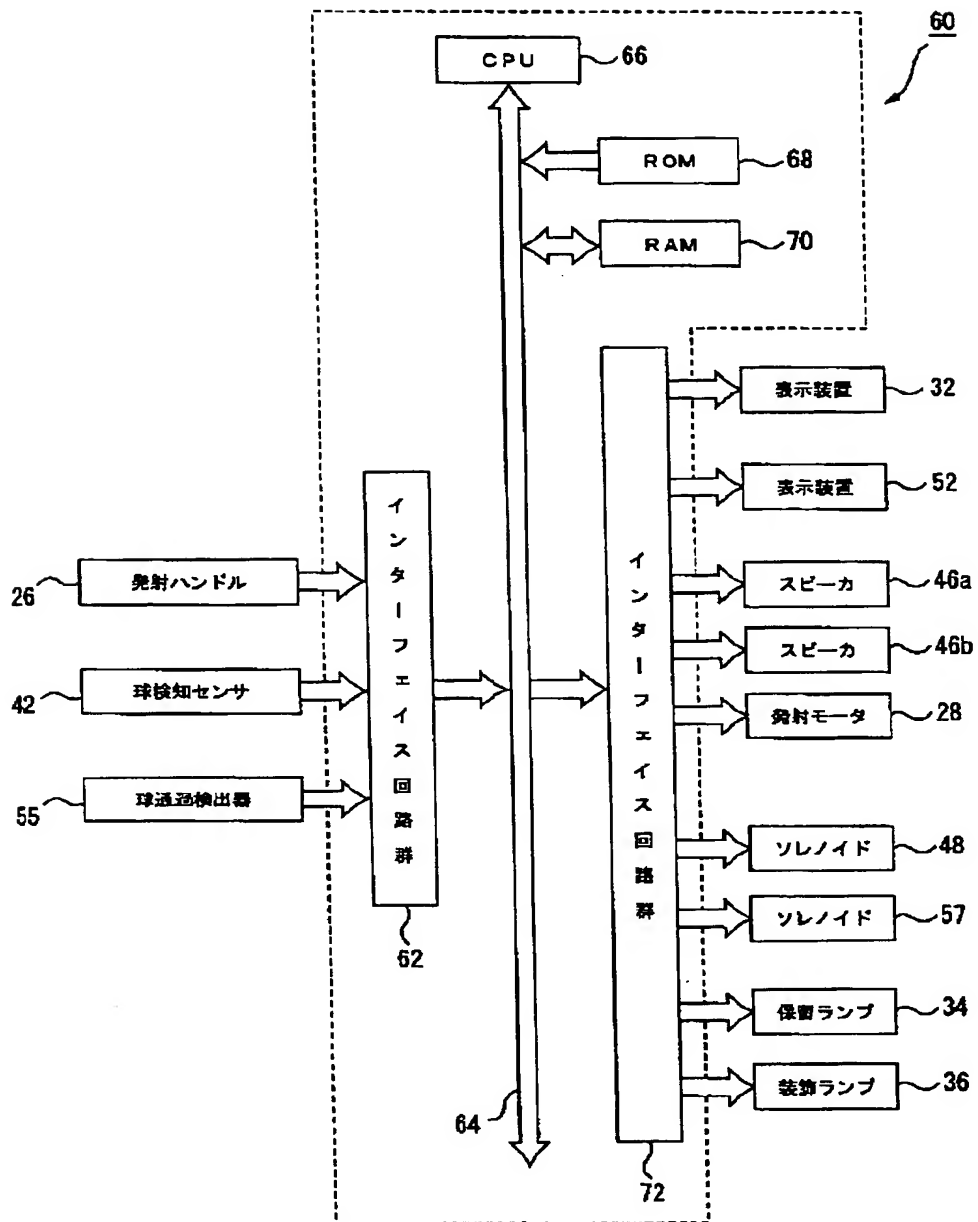 60
CPU
66
ROM
68
RAM
70
表示装置
32
表示装置
52
スピーカ
46a
スピーカ
46b
発射モータ
28
ソレノイド
48
ソレノイド
57
保留ランプ
34
装飾ランプ
36
26
発射ハンドル
42
球検知センサ
55
球通過検出器
インターフェイス回路群
62
64
インターフェイス回路群
72